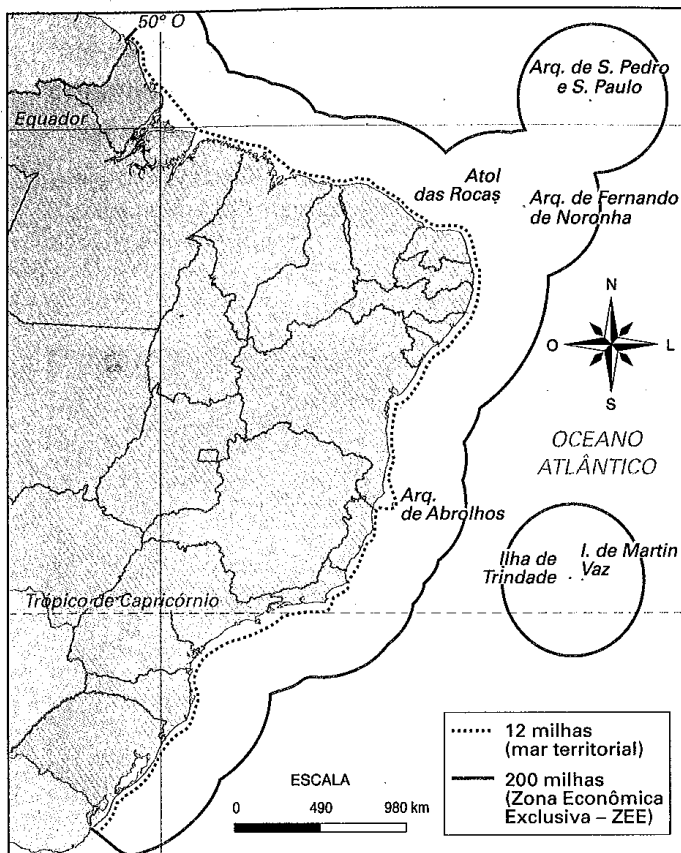 50° O
Arq. de S. Pedro
e S. Paulo
Equador
Atol
das Rocas
Arq. de Fernando
de Noronha
N
O
L
S
OCEANO
ATLÂNTICO
Arq.
de Abrolhos
Ilha de
Trindade
I. de Martin
Vaz
Trópico de Capricórnio
12 milhas
(mar territorial)
200 milhas
(Zona Econômica
Exclusiva – ZEE)
ESCALA
0 490 980 km